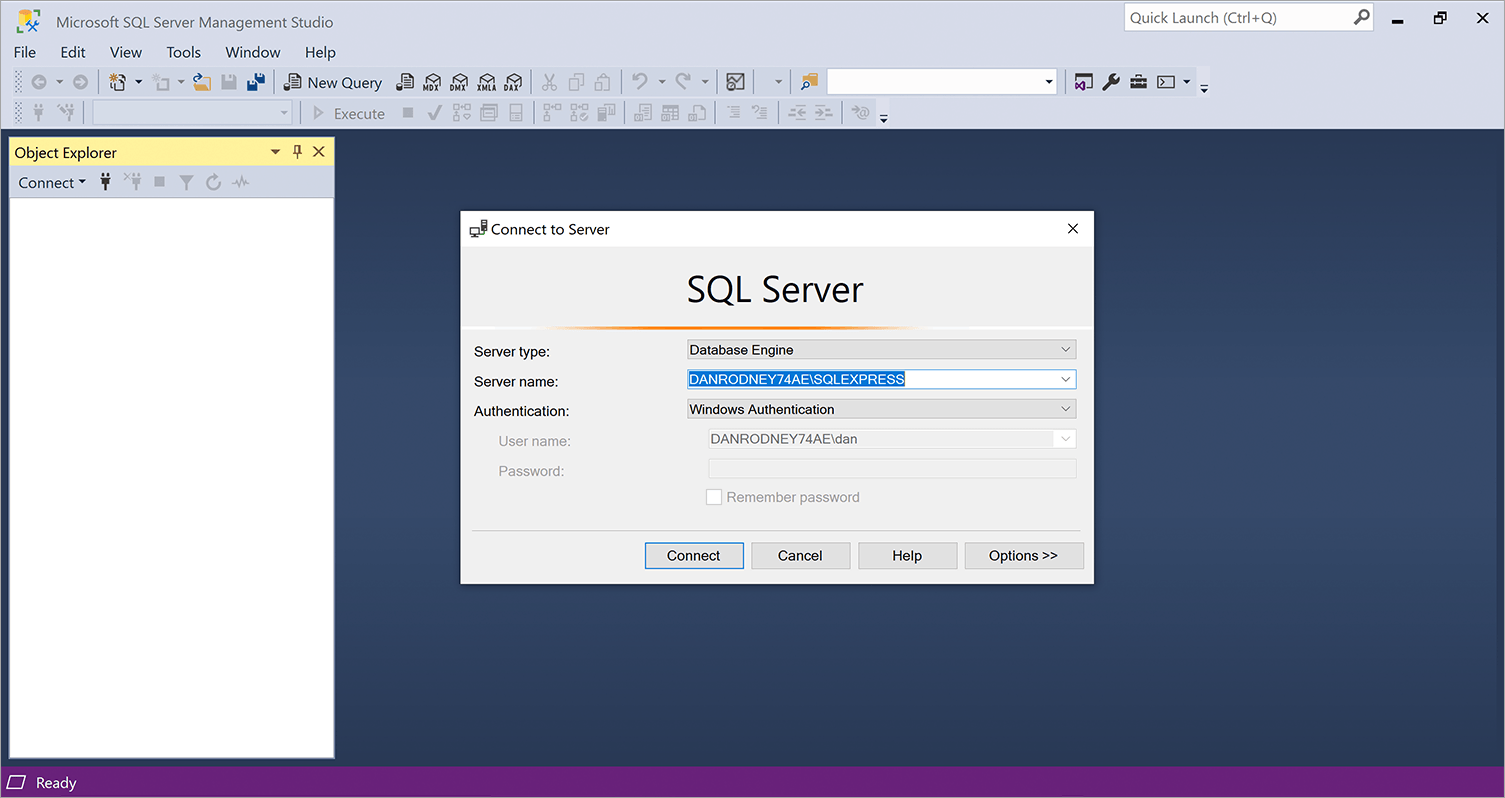 Microsoft SQL Server Management Studio
Quick Launch (Ctrl+Q)
File Edit View Tools Window Help
New Query MDX DMX XMLA DAX
Execute
Object Explorer
Connect
Connect to Server
SQL Server
Server type: Database Engine
Server name: DANRODNEY74AE\SQLEXPRESS
Authentication: Windows Authentication
User name: DANRODNEY74AE\dan
Password:
Remember password
Connect Cancel Help Options >>
Ready